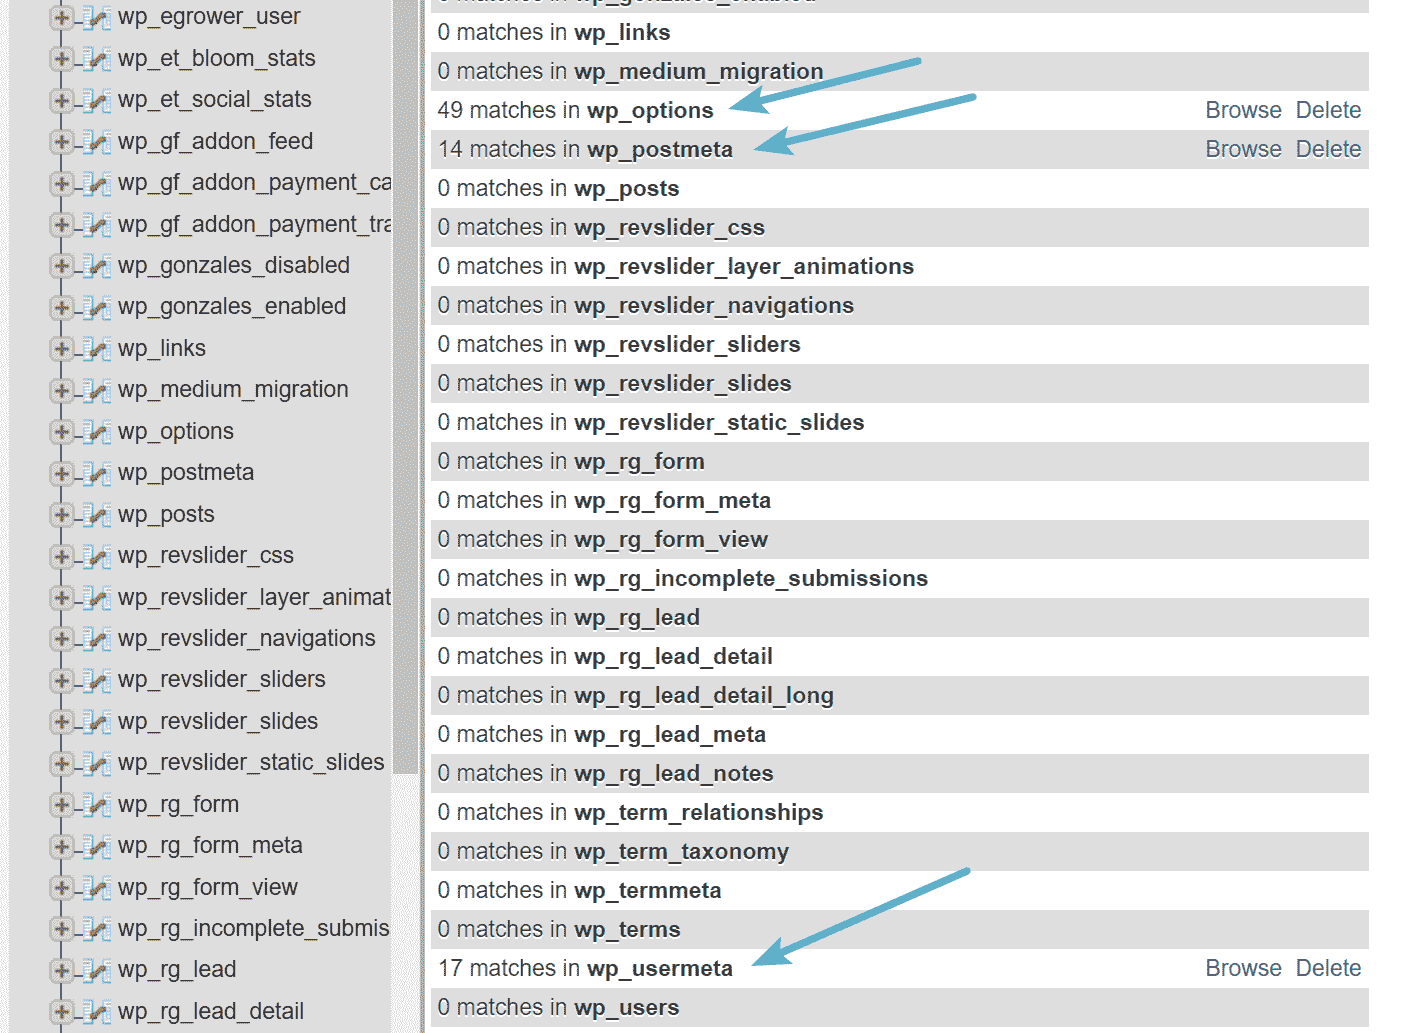 wp_egrower_user
wp_et_bloom_stats
wp_et_social_stats
wp_gf_addon_feed
wp_gf_addon_payment_ca
wp_gf_addon_payment_tra
wp_gonzales_disabled
wp_gonzales_enabled
wp_links
wp_medium_migration
wp_options
wp_postmeta
wp_posts
wp_revslider_css
wp_revslider_layer_animat
wp_revslider_navigations
wp_revslider_sliders
wp_revslider_slides
wp_revslider_static_slides
wp_rg_form
wp_rg_form_meta
wp_rg_form_view
wp_rg_incomplete_submis
wp_rg_lead
wp_rg_lead_detail
0 matches in wp_gonzales_enabled
0 matches in wp_links
0 matches in wp_medium_migration
49 matches in wp_options Browse Delete
14 matches in wp_postmeta Browse Delete
0 matches in wp_posts
0 matches in wp_revslider_css
0 matches in wp_revslider_layer_animations
0 matches in wp_revslider_navigations
0 matches in wp_revslider_sliders
0 matches in wp_revslider_slides
0 matches in wp_revslider_static_slides
0 matches in wp_rg_form
0 matches in wp_rg_form_meta
0 matches in wp_rg_form_view
0 matches in wp_rg_incomplete_submissions
0 matches in wp_rg_lead
0 matches in wp_rg_lead_detail
0 matches in wp_rg_lead_detail_long
0 matches in wp_rg_lead_meta
0 matches in wp_rg_lead_notes
0 matches in wp_term_relationships
0 matches in wp_term_taxonomy
0 matches in wp_termmeta
0 matches in wp_terms
17 matches in wp_usermeta Browse Delete
0 matches in wp_users